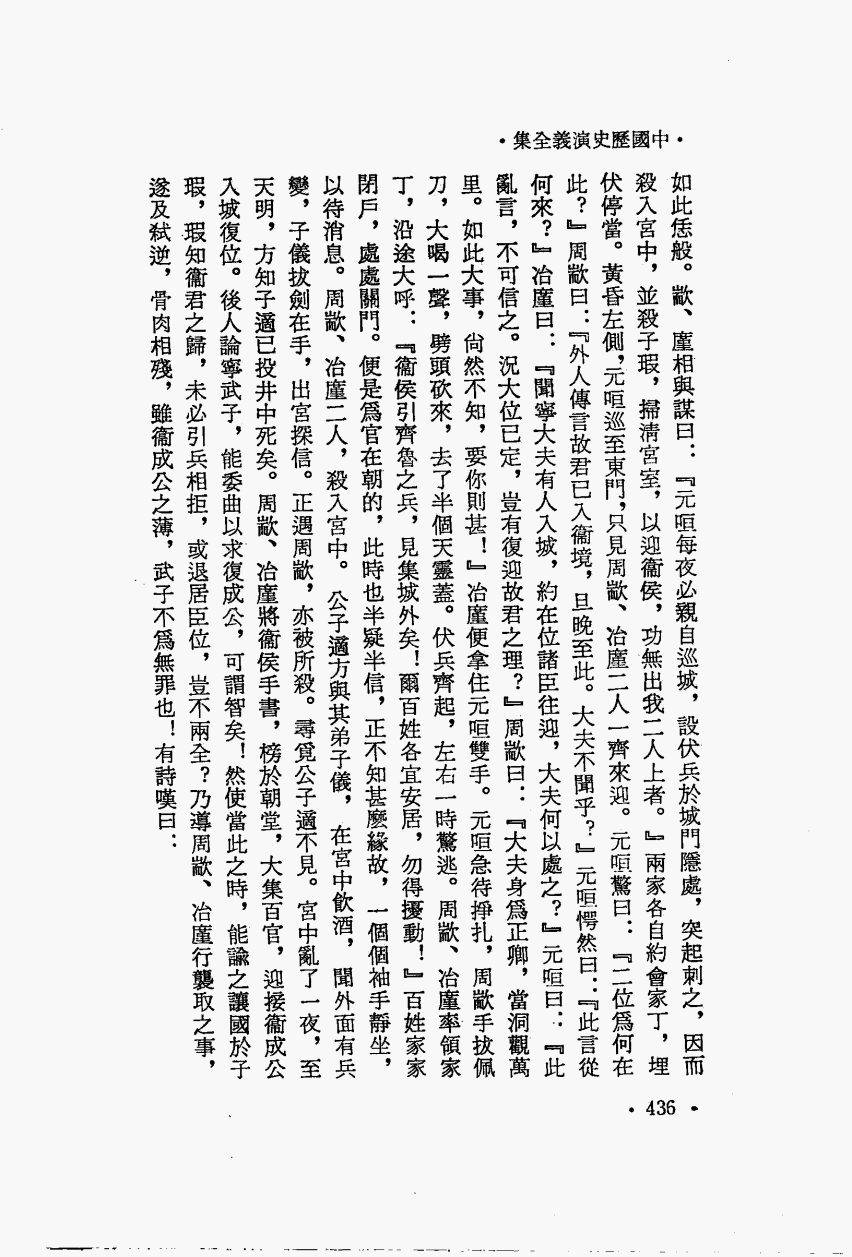 ·中國歷史演義全集·
如此恁般。歂、廑相與謀曰：『元咺每夜必親自巡城，設伏兵於城門隱處，突起刺之，因而
殺入宮中，並殺子瑕，掃清宮室，以迎衞侯，功無出我二人上者。』兩家各自約會家丁，埋
伏停當。黃昏左側，元咺巡至東門，只見周歂、冶廑二人一齊來迎。元咺驚曰：『二位爲何在
此？』周歂曰：『外人傳言故君已入衞境，旦晚至此。大夫不聞乎？』元咺愕然曰：『此言從
何來？』冶廑曰：『聞寧大夫有人入城，約在位諸臣往迎，大夫何以處之？』元咺曰：『此
亂言，不可信之。況大位已定，豈有復迎故君之理？』周歂曰：『大夫身爲正卿，當洞觀萬
里。如此大事，尙然不知，要你則甚！』冶廑便拿住元咺雙手。元咺急待掙扎，周歂手拔佩
刀，大喝一聲，劈頭砍來，去了半個天靈蓋。伏兵齊起，左右一時驚逃。周歂、冶廑率領家
丁，沿途大呼：『衞侯引齊魯之兵，見集城外矣！爾百姓各宜安居，勿得擾動！』百姓家家
閉戶，處處關門。便是爲官在朝的，此時也半疑半信，正不知甚麼緣故，一個個袖手靜坐，
以待消息。周歂、冶廑二人，殺入宮中。公子適方與其弟子儀，在宮中飲酒，聞外面有兵
變，子儀拔劍在手，出宮探信。正遇周歂，亦被所殺。尋覓公子適不見。宮中亂了一夜，至
天明，方知子適已投井中死矣。周歂、冶廑將衞侯手書，榜於朝堂，大集百官，迎接衞成公
入城復位。後人論寧武子，能委曲以求復成公，可謂智矣！然使當此之時，能諭之讓國於子
瑕，瑕知衞君之歸，未必引兵相拒，或退居臣位，豈不兩全？乃導周歂、冶廑行襲取之事，
遂及弒逆，骨肉相殘，雖衞成公之薄，武子不爲無罪也！有詩嘆曰：
·436·